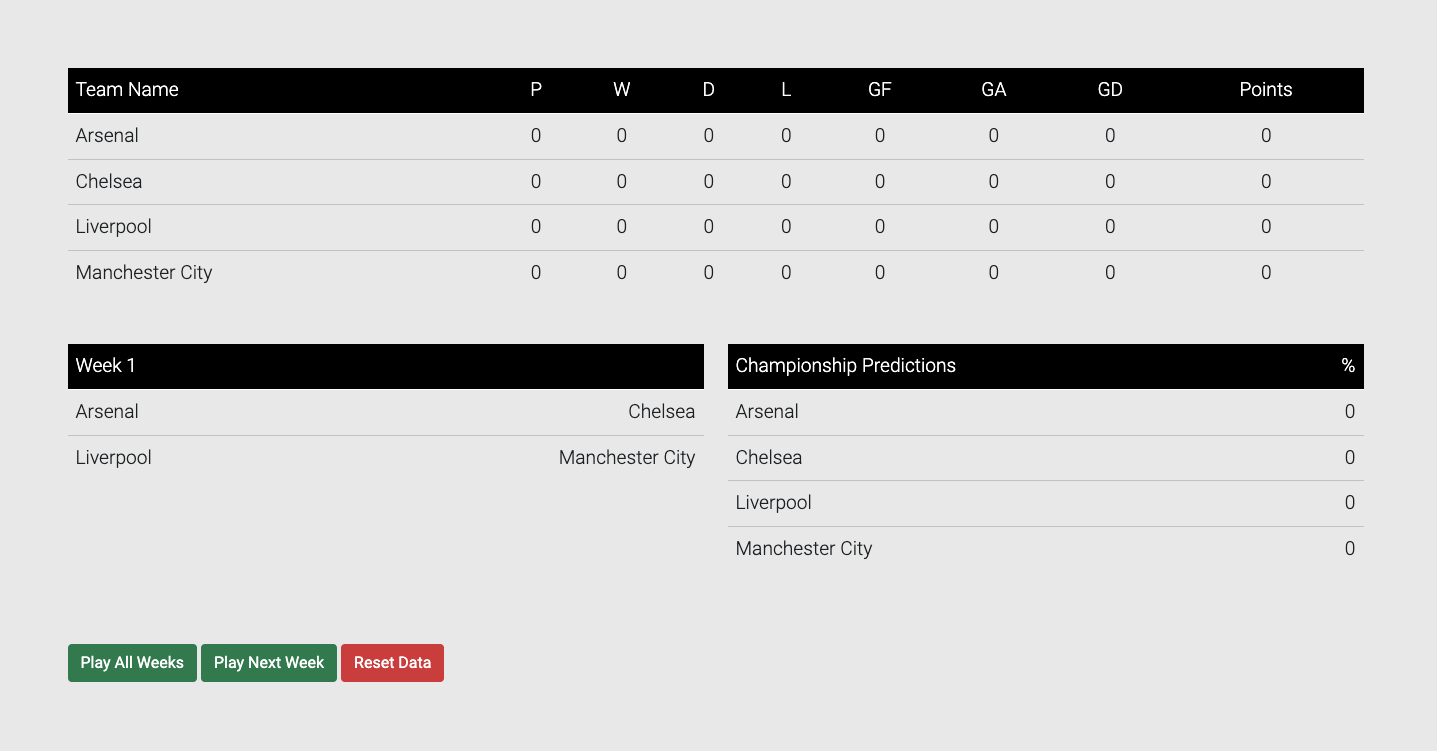 Team Name P W D L GF GA GD Points
Arsenal 0 0 0 0 0 0 0 0
Chelsea 0 0 0 0 0 0 0 0
Liverpool 0 0 0 0 0 0 0 0
Manchester City 0 0 0 0 0 0 0 0
Week 1
Arsenal Chelsea
Liverpool Manchester City
Championship Predictions %
Arsenal 0
Chelsea 0
Liverpool 0
Manchester City 0
Play All Weeks Play Next Week Reset Data